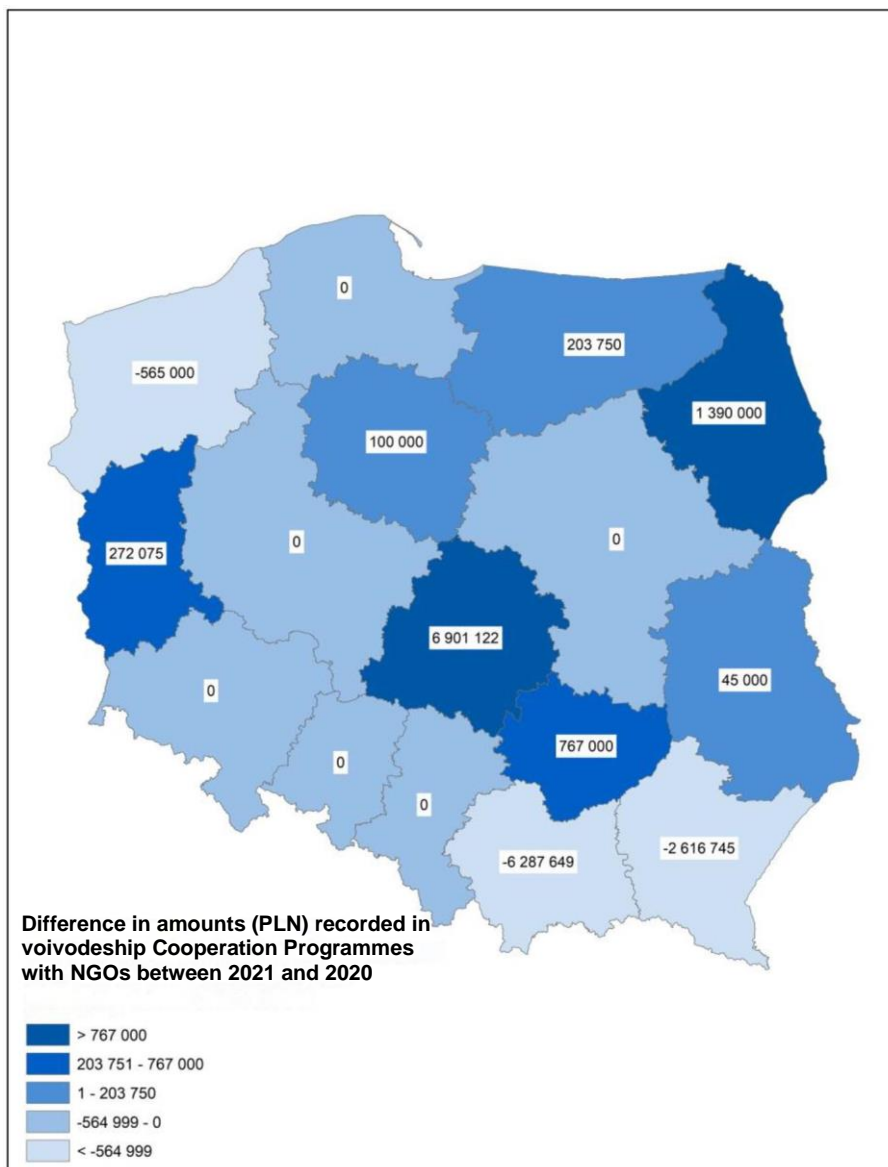 0
203 750
-565 000
1 390 000
100 000
0
0
272 075
6 901 122
45 000
0
767 000
0
0
-2 616 745
-6 287 649
Difference in amounts (PLN) recorded in
voivodeship Cooperation Programmes
with NGOs between 2021 and 2020
> 767 000
203 751 - 767 000
1 - 203 750
-564 999 - 0
< -564 999